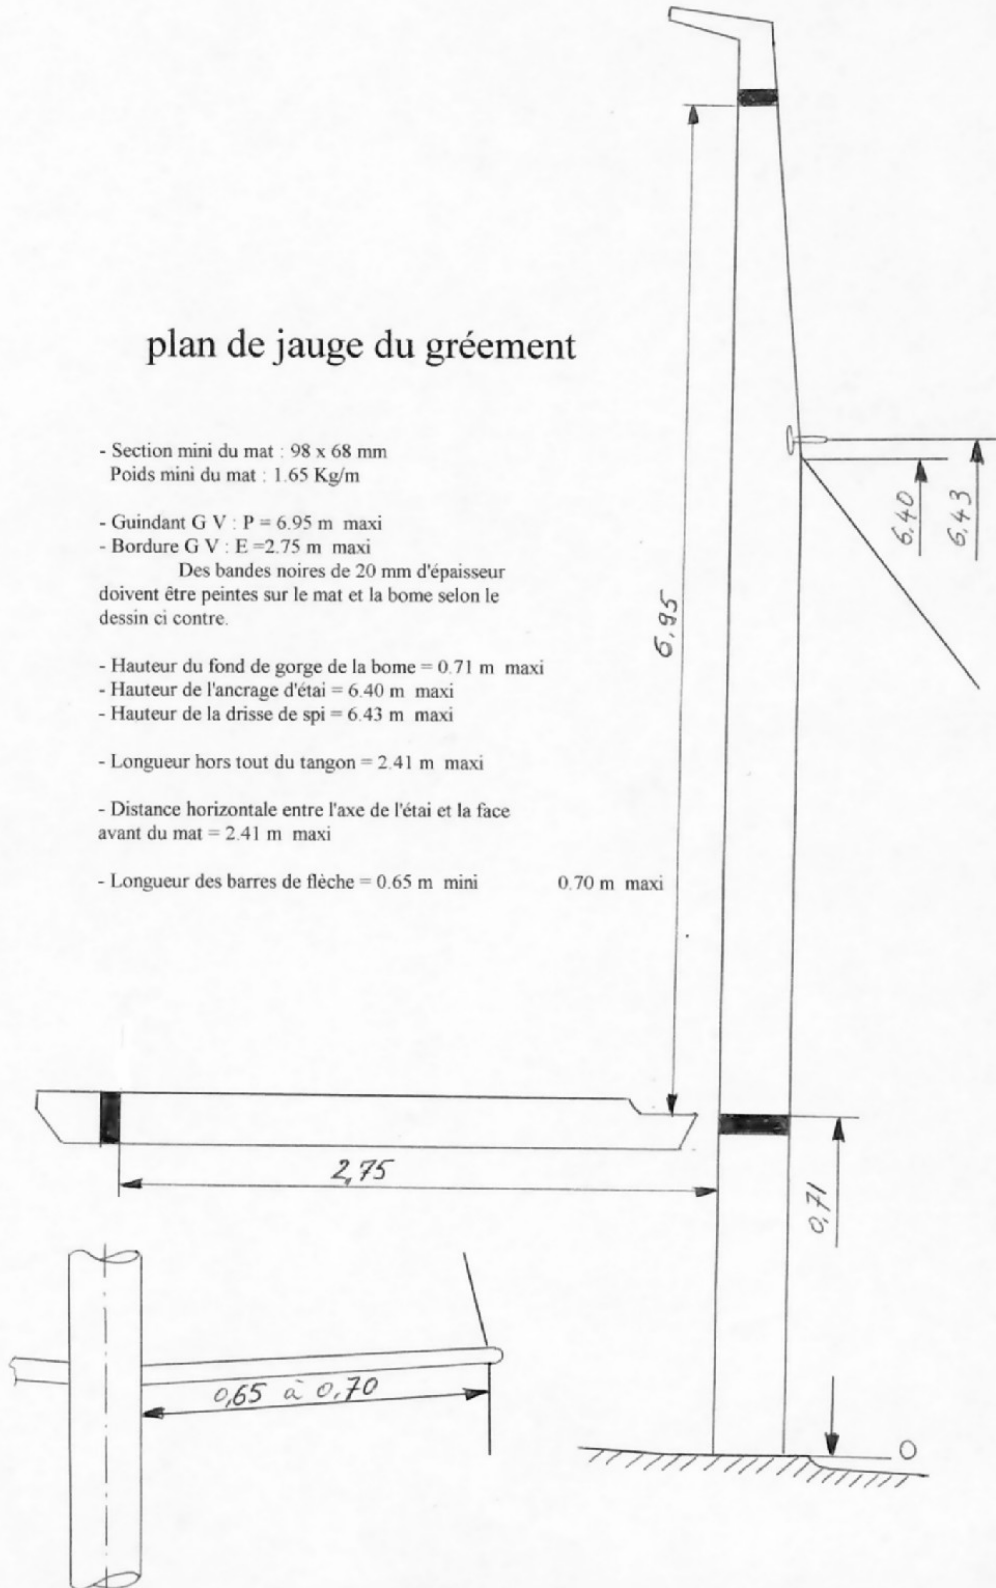 plan de jauge du gréement
- Section mini du mat : 98 x 68 mm
Poids mini du mat : 1.65 Kg/m
- Guindant G V : P = 6.95 m maxi
- Bordure G V : E =2.75 m maxi
Des bandes noires de 20 mm d'épaisseur
doivent être peintes sur le mat et la bome selon le
dessin ci contre.
- Hauteur du fond de gorge de la bome = 0.71 m maxi
- Hauteur de l'ancrage d'étai = 6.40 m maxi
- Hauteur de la drisse de spi = 6.43 m maxi
- Longueur hors tout du tangon = 2.41 m maxi
- Distance horizontale entre l'axe de l'étai et la face
avant du mat = 2.41 m maxi
- Longueur des barres de flèche = 0.65 m mini 0.70 m maxi
6,95
6,40
6,43
2,75
0,71
0,65 à 0,70
0